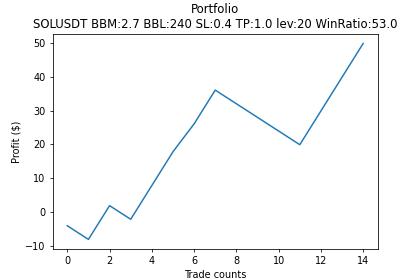 Portfolio
SOLUSDT BBM:2.7 BBL:240 SL:0.4 TP:1.0 lev:20 WinRatio:53.0
50
40
30
20
10
0
−10
Profit ($)
0 2 4 6 8 10 12 14
Trade counts